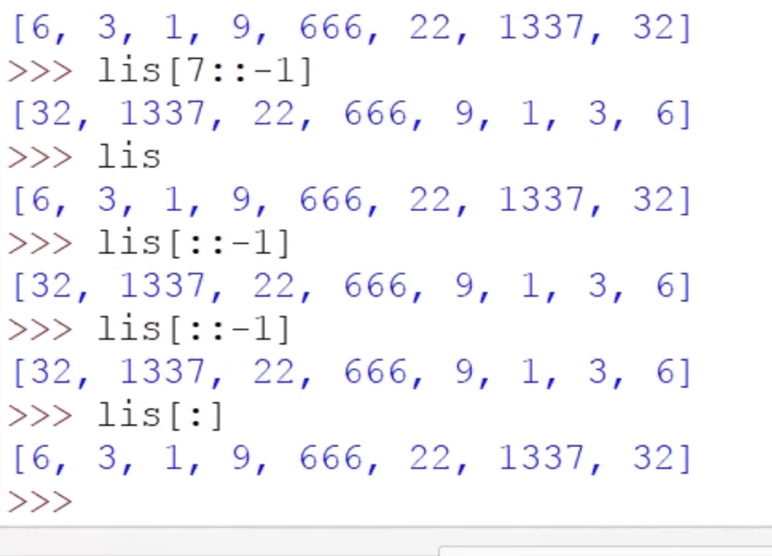 [6, 3, 1, 9, 666, 22, 1337, 32]
>>> lis[7::-1]
[32, 1337, 22, 666, 9, 1, 3, 6]
>>> lis
[6, 3, 1, 9, 666, 22, 1337, 32]
>>> lis[::-1]
[32, 1337, 22, 666, 9, 1, 3, 6]
>>> lis[::-1]
[32, 1337, 22, 666, 9, 1, 3, 6]
>>> lis[:]
[6, 3, 1, 9, 666, 22, 1337, 32]
>>>